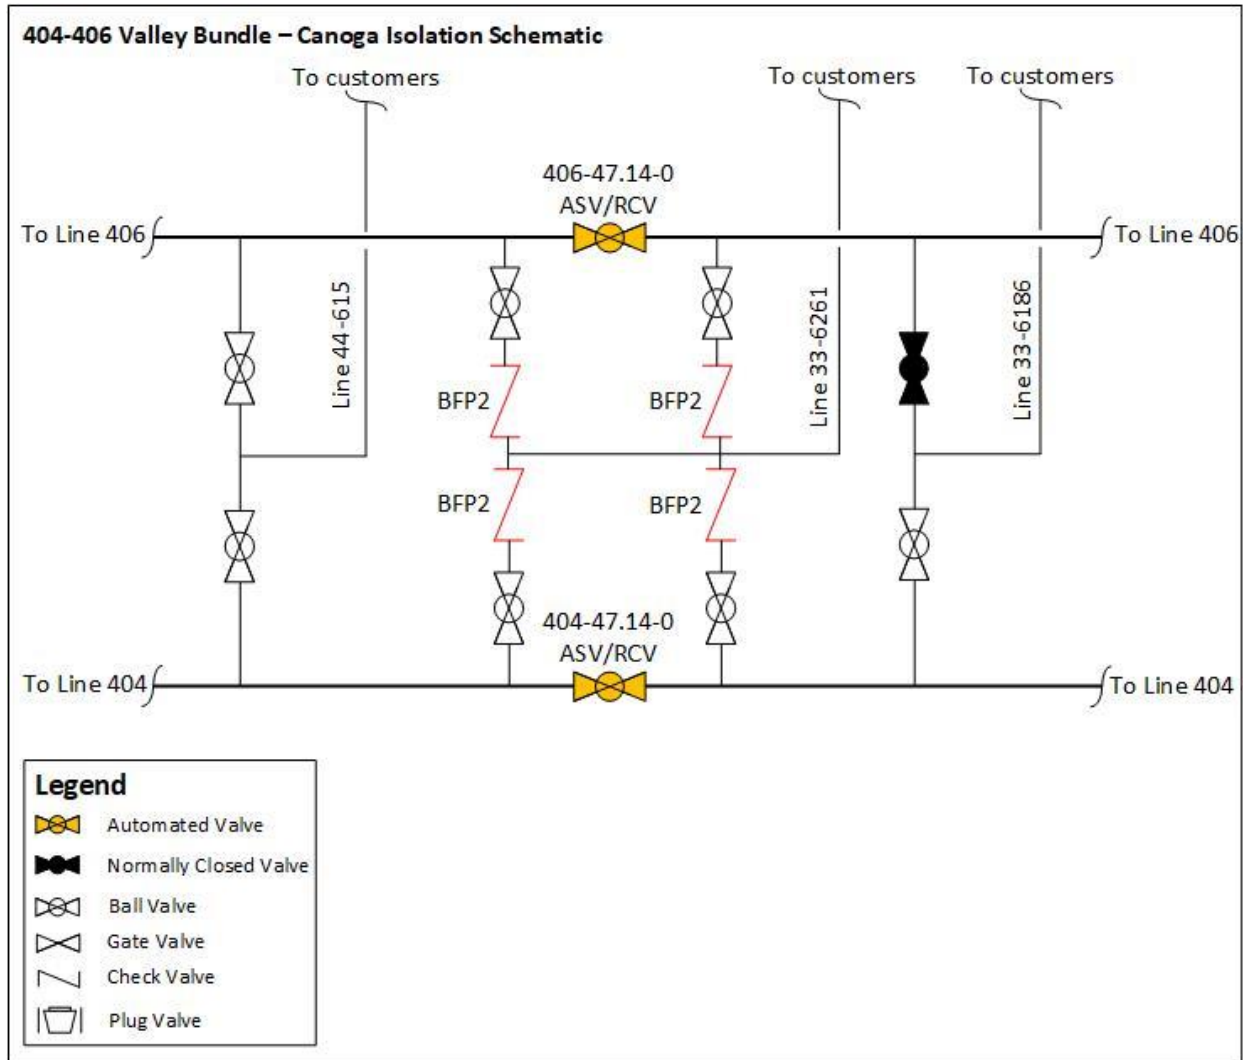 404-406 Valley Bundle – Canoga Isolation Schematic
To customers
To customers
To customers
406-47.14-0
ASV/RCV
To Line 406
To Line 406
Line 44-615
Line 33-6261
Line 33-6186
BFP2
BFP2
BFP2
BFP2
404-47.14-0
ASV/RCV
To Line 404
To Line 404
Legend
Automated Valve
Normally Closed Valve
Ball Valve
Gate Valve
Check Valve
Plug Valve